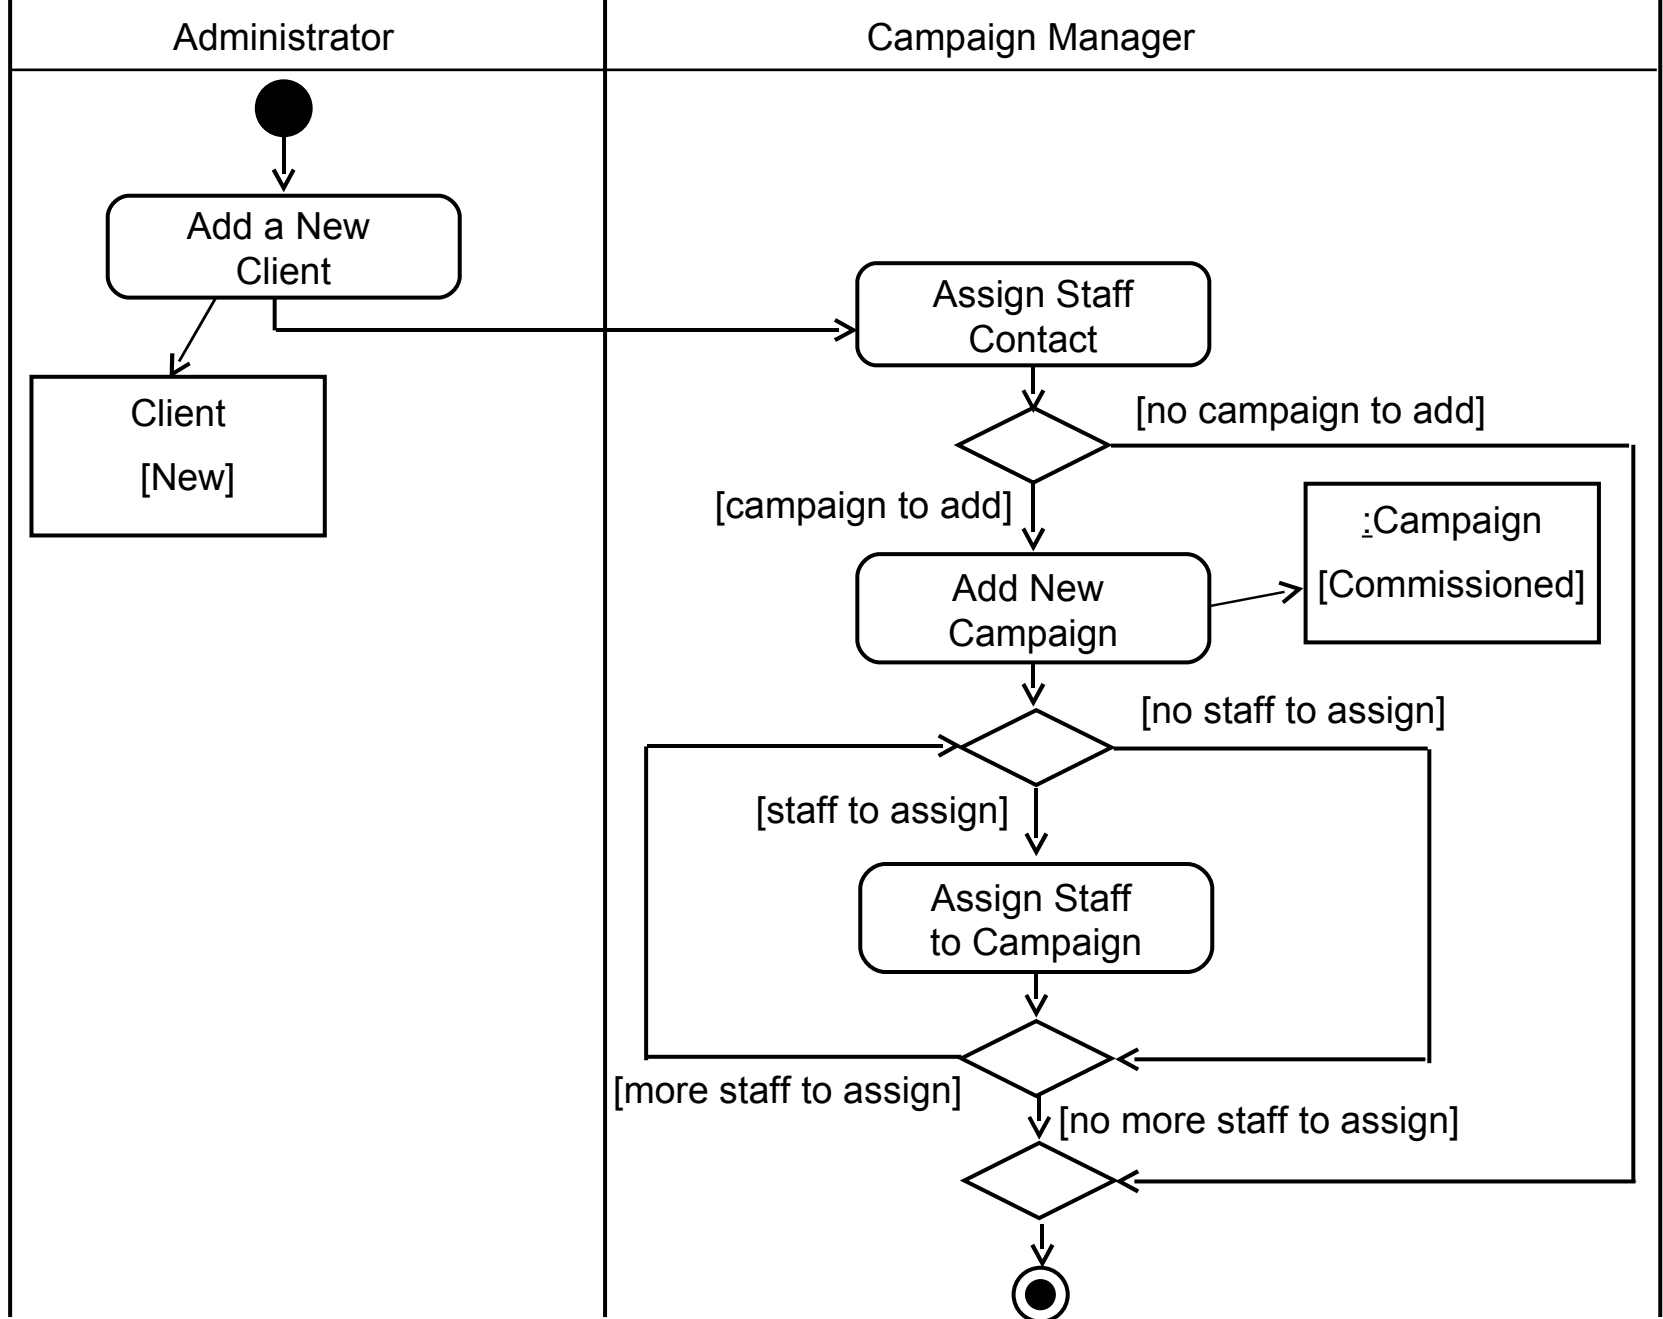 Administrator
Campaign Manager
Add a New
Client
Client
[New]
Assign Staff
Contact
[no campaign to add]
[campaign to add]
:Campaign
[Commissioned]
Add New
Campaign
[no staff to assign]
[staff to assign]
Assign Staff
to Campaign
[more staff to assign]
[no more staff to assign]